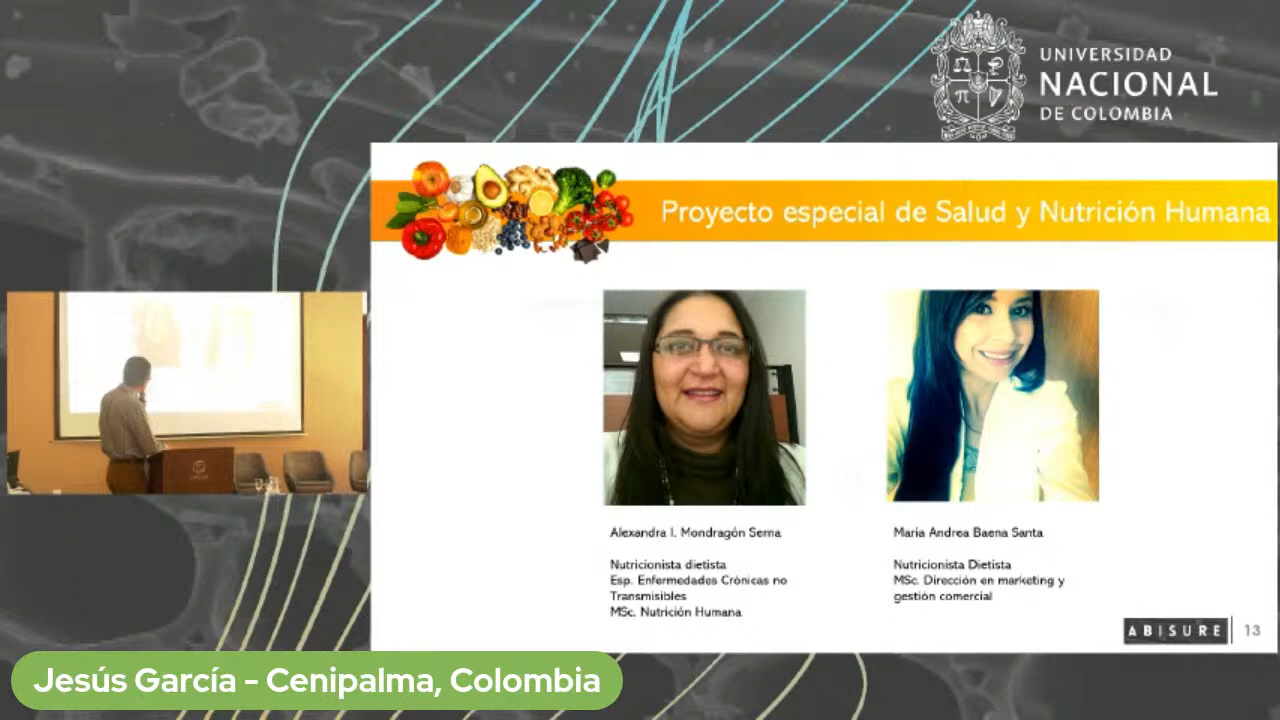 UNIVERSIDAD
NACIONAL
DE COLOMBIA
Proyecto especial de Salud y Nutrición Humana
Alexandra I. Mondragón Serna
Nutricionista dietista
Esp. Enfermedades Crónicas no
Transmisibles
MSc. Nutrición Humana
Maria Andrea Baena Santa
Nutricionista Dietista
MSc. Dirección en marketing y
gestión comercial
ABISURE
13
Jesús García - Cenipalma, Colombia